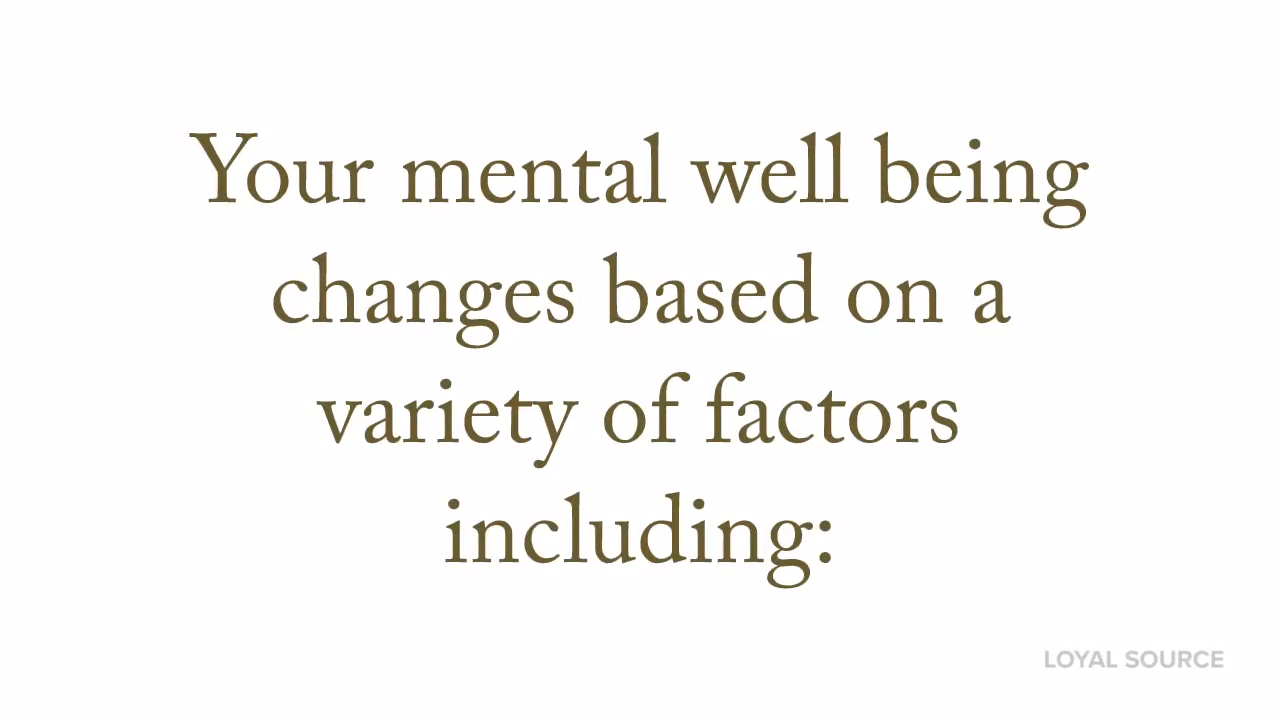 Your mental well being
changes based on a
variety of factors
including:
LOYAL SOURCE